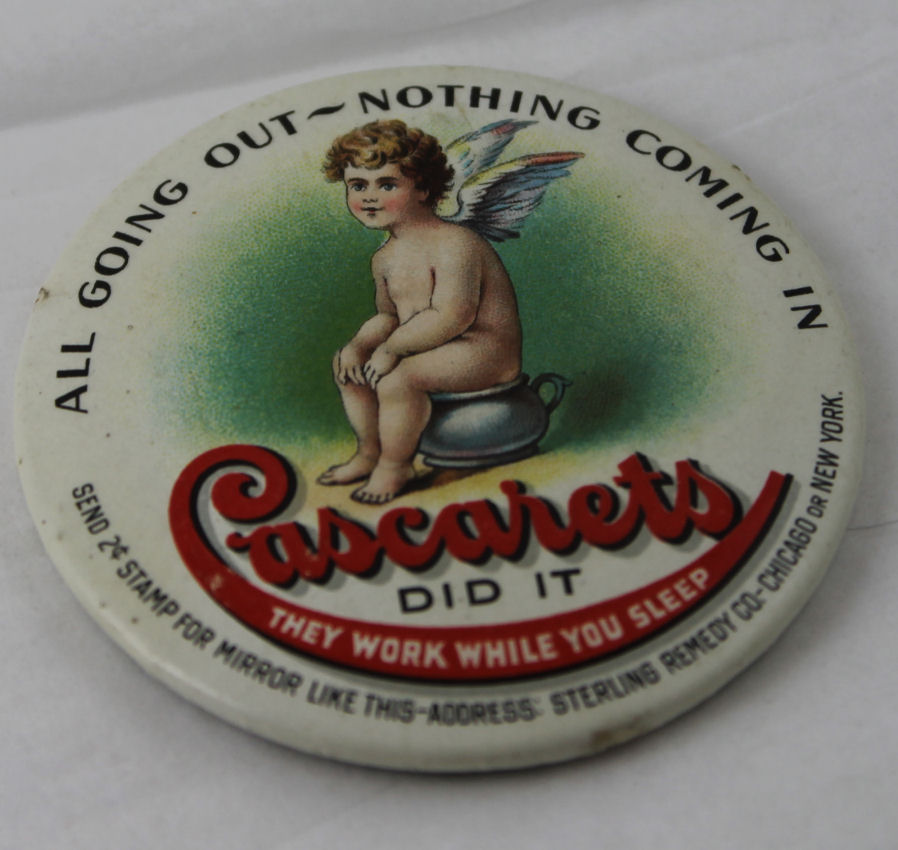 ALL GOING OUT~NOTHING COMING IN
Cascarets
DID IT
THEY WORK WHILE YOU SLEEP
SEND 2¢ STAMP FOR MIRROR LIKE THIS-ADDRESS: STERLING REMEDY CO-CHICAGO OR NEW YORK.